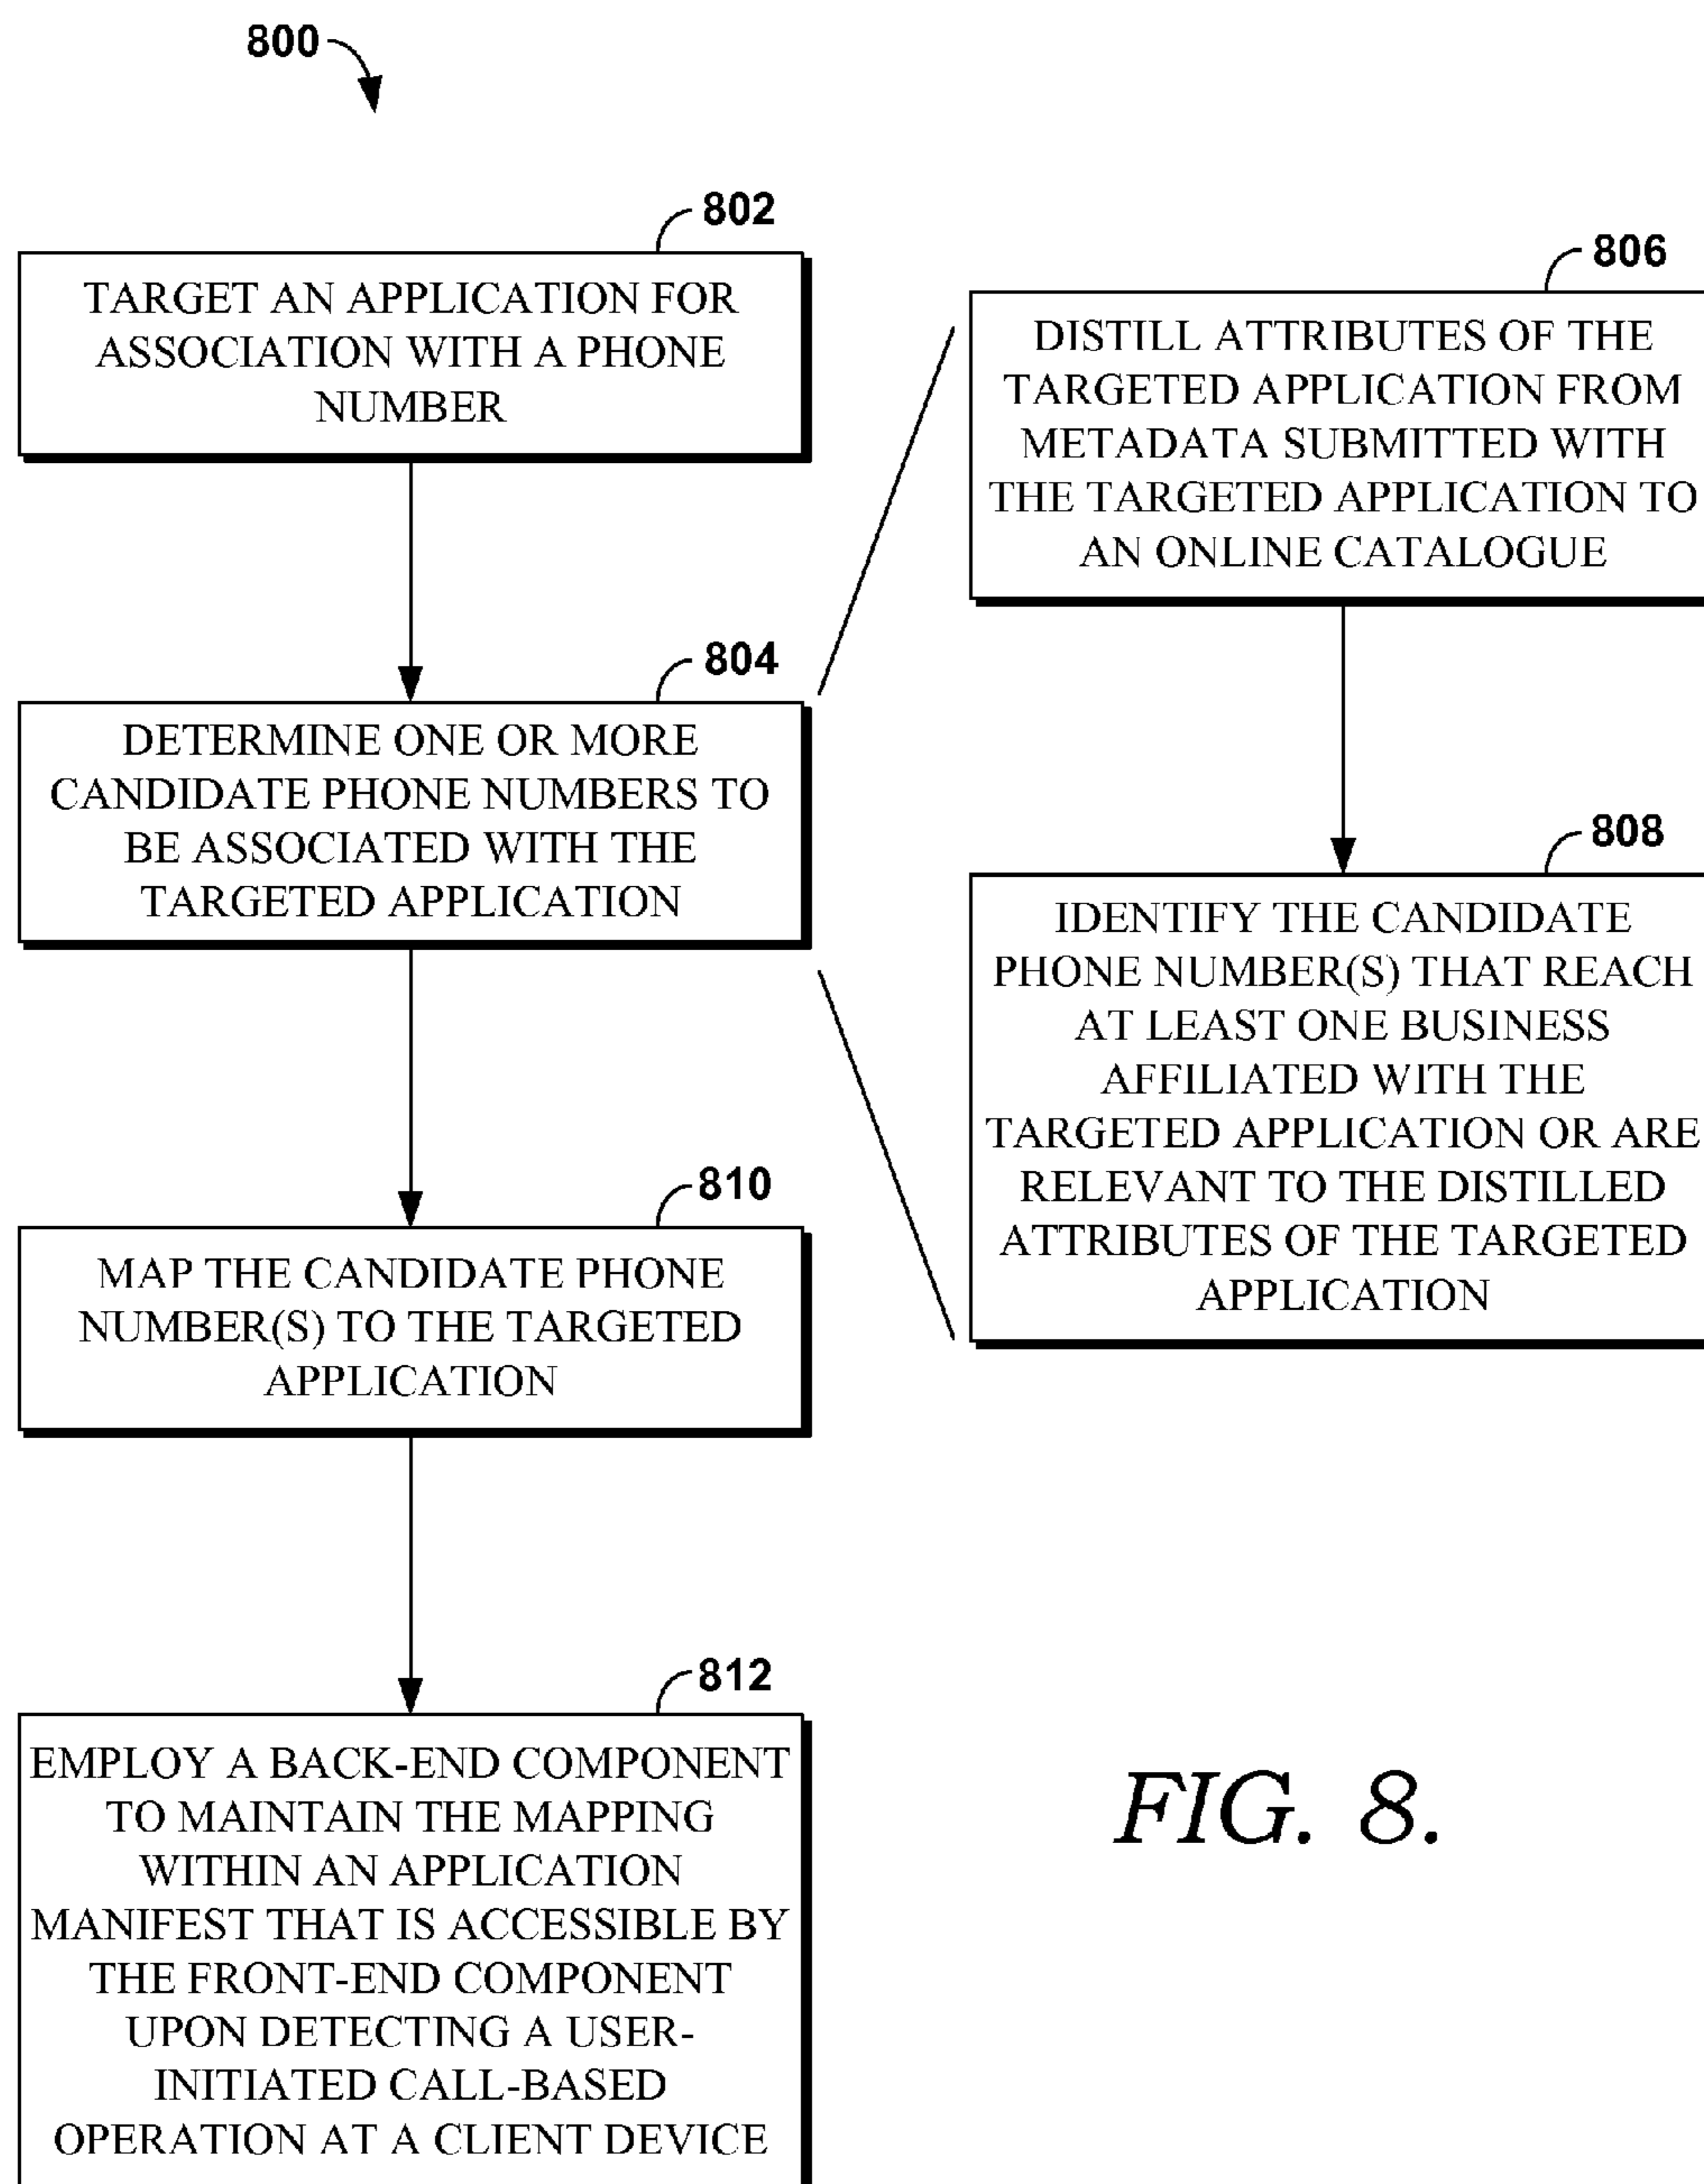 800
802
TARGET AN APPLICATION FOR
ASSOCIATION WITH A PHONE
NUMBER
804
DETERMINE ONE OR MORE
CANDIDATE PHONE NUMBERS TO
BE ASSOCIATED WITH THE
TARGETED APPLICATION
806
DISTILL ATTRIBUTES OF THE
TARGETED APPLICATION FROM
METADATA SUBMITTED WITH
THE TARGETED APPLICATION TO
AN ONLINE CATALOGUE
808
IDENTIFY THE CANDIDATE
PHONE NUMBER(S) THAT REACH
AT LEAST ONE BUSINESS
AFFILIATED WITH THE
TARGETED APPLICATION OR ARE
RELEVANT TO THE DISTILLED
ATTRIBUTES OF THE TARGETED
APPLICATION
810
MAP THE CANDIDATE PHONE
NUMBER(S) TO THE TARGETED
APPLICATION
812
EMPLOY A BACK-END COMPONENT
TO MAINTAIN THE MAPPING
WITHIN AN APPLICATION
MANIFEST THAT IS ACCESSIBLE BY
THE FRONT-END COMPONENT
UPON DETECTING A USER-
INITIATED CALL-BASED
OPERATION AT A CLIENT DEVICE
FIG. 8.